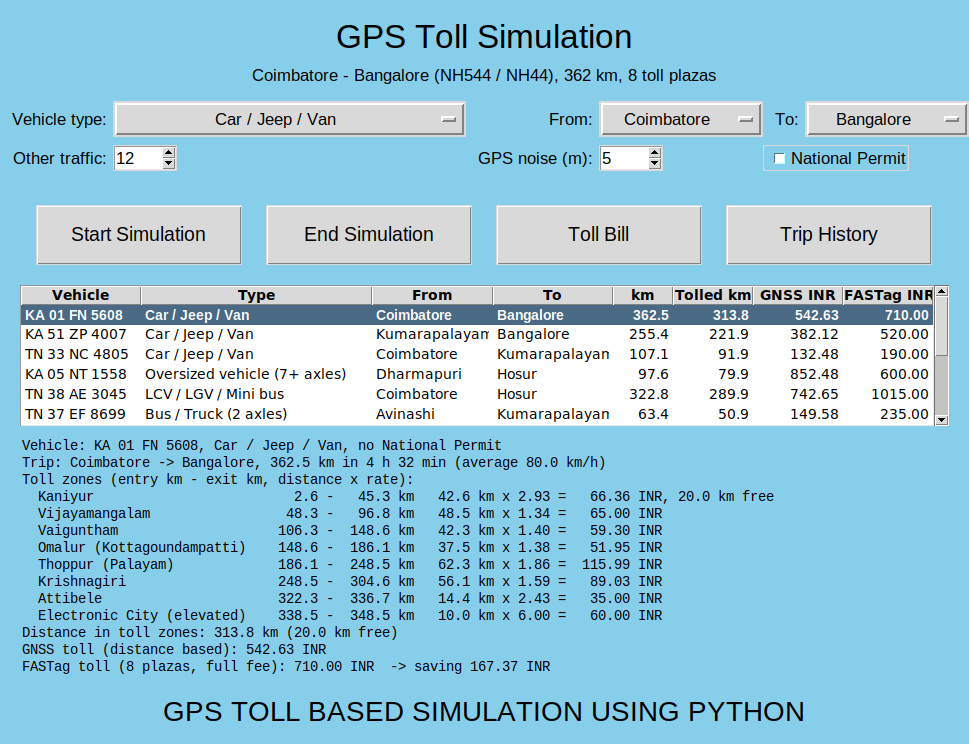 GPS Toll Simulation
Coimbatore - Bangalore (NH544 / NH44), 362 km, 8 toll plazas
Vehicle type: Car / Jeep / Van From: Coimbatore To: Bangalore
Other traffic: 12 GPS noise (m): 5 National Permit
Start Simulation End Simulation Toll Bill Trip History
Vehicle Type From To km Tolled km GNSS INR FASTag INR
KA 01 FN 5608 Car / Jeep / Van Coimbatore Bangalore 362.5 313.8 542.63 710.00
KA 51 ZP 4007 Car / Jeep / Van Kumarapalayam Bangalore 255.4 221.9 382.12 520.00
TN 33 NC 4805 Car / Jeep / Van Coimbatore Kumarapalayam 107.1 91.9 132.48 190.00
KA 05 NT 1558 Oversized vehicle (7+ axles) Dharmapuri Hosur 97.6 79.9 852.48 600.00
TN 38 AE 3045 LCV / LGV / Mini bus Coimbatore Hosur 322.8 289.9 742.65 1015.00
TN 37 EF 8699 Bus / Truck (2 axles) Avinashi Kumarapalayam 63.4 50.9 149.58 235.00
Vehicle: KA 01 FN 5608, Car / Jeep / Van, no National Permit
Trip: Coimbatore -> Bangalore, 362.5 km in 4 h 32 min (average 80.0 km/h)
Toll zones (entry km - exit km, distance x rate):
Kaniyur 2.6 - 45.3 km 42.6 km x 2.93 = 66.36 INR, 20.0 km free
Vijayamangalam 48.3 - 96.8 km 48.5 km x 1.34 = 65.00 INR
Vaiguntham 106.3 - 148.6 km 42.3 km x 1.40 = 59.30 INR
Omalur (Kottagoundampatti) 148.6 - 186.1 km 37.5 km x 1.38 = 51.95 INR
Thoppur (Palayam) 186.1 - 248.5 km 62.3 km x 1.86 = 115.99 INR
Krishnagiri 248.5 - 304.6 km 56.1 km x 1.59 = 89.03 INR
Attibele 322.3 - 336.7 km 14.4 km x 2.43 = 35.00 INR
Electronic City (elevated) 338.5 - 348.5 km 10.0 km x 6.00 = 60.00 INR
Distance in toll zones: 313.8 km (20.0 km free)
GNSS toll (distance based): 542.63 INR
FASTag toll (8 plazas, full fee): 710.00 INR -> saving 167.37 INR
GPS TOLL BASED SIMULATION USING PYTHON